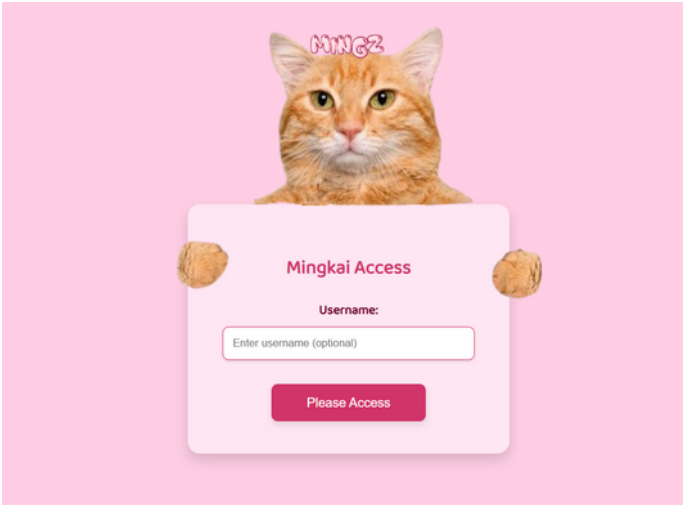 MINGZ
Mingkai Access
Username:
Enter username (optional)
Please Access